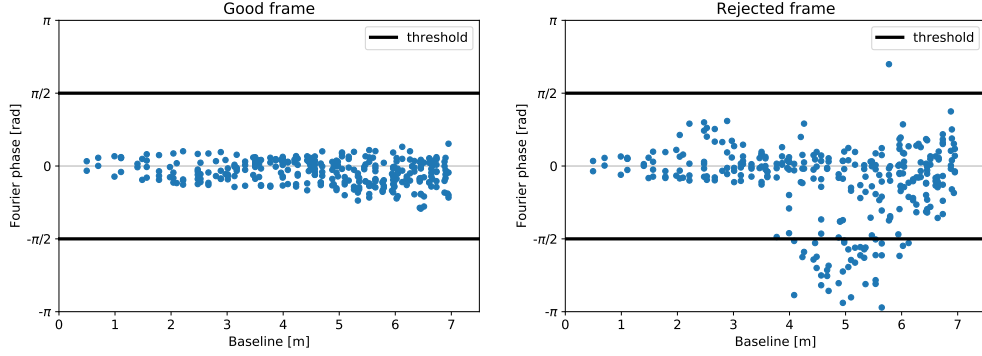 Good frame
Fourier phase [rad]
π
π/2
0
-π/2
-π
threshold
0 1 2 3 4 5 6 7
Baseline [m]
Rejected frame
Fourier phase [rad]
π
π/2
0
-π/2
-π
threshold
0 1 2 3 4 5 6 7
Baseline [m]